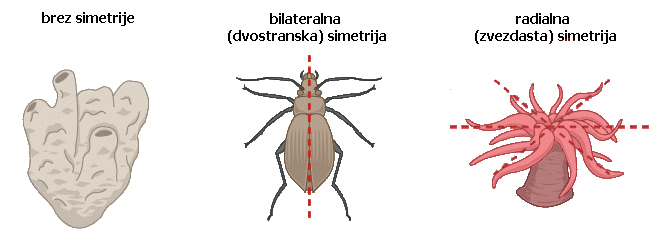 brez simetrije
bilateralna
(dvostranska) simetrija
radialna
(zvezdasta) simetrija